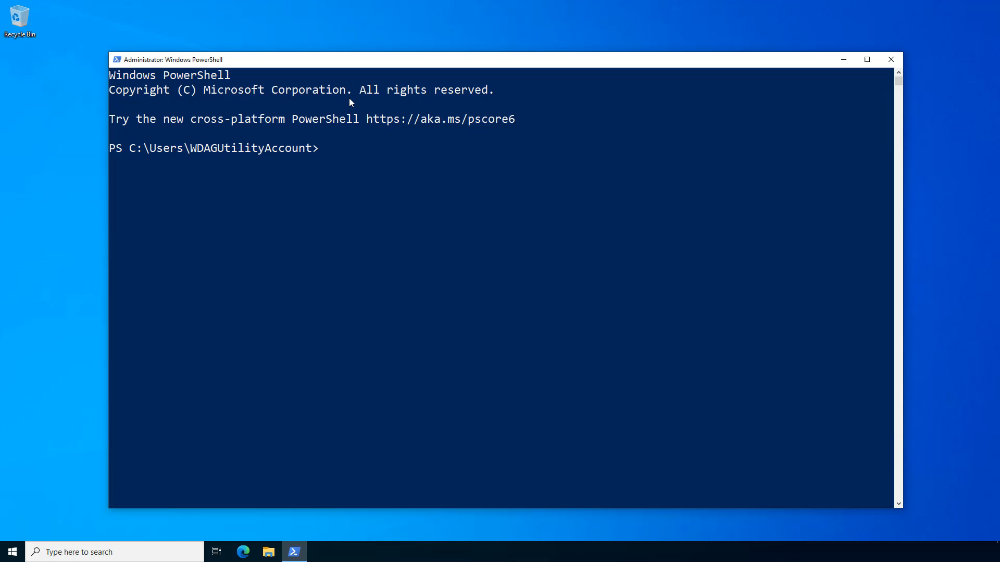 Recycle Bin
Administrator: Windows PowerShell
Windows PowerShell
Copyright (C) Microsoft Corporation. All rights reserved.
Try the new cross-platform PowerShell https://aka.ms/pscore6
PS C:\Users\WDAGUtilityAccount>
Type here to search